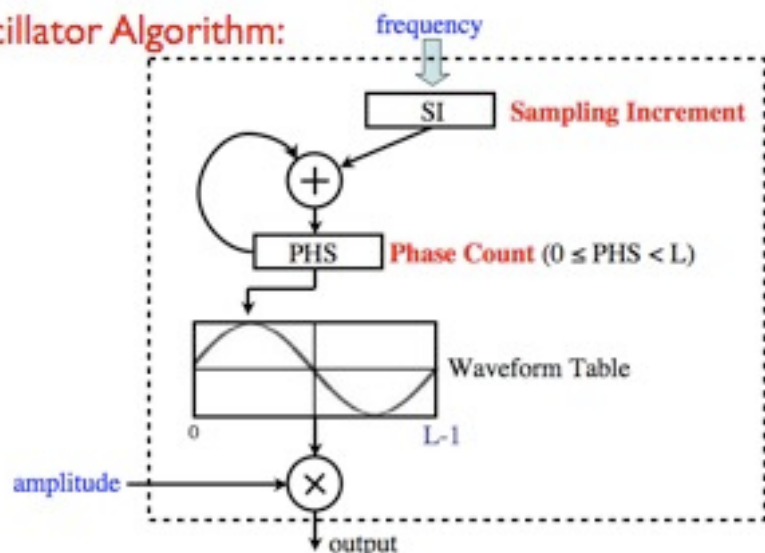 cillator Algorithm:
frequency
SI Sampling Increment
+
PHS Phase Count (0 ≤ PHS < L)
Waveform Table
0 L-1
amplitude ×
output